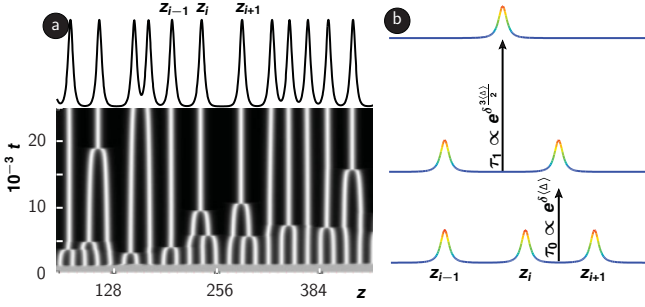 a
z_{i−1} z_i z_{i+1}
10^{−3} t
20
10
0
128 256 384 z
b
τ_1 ∝ e^{δ \frac{3⟨Δ⟩}{2}}
τ_0 ∝ e^{δ⟨Δ⟩}
z_{i−1} z_i z_{i+1}